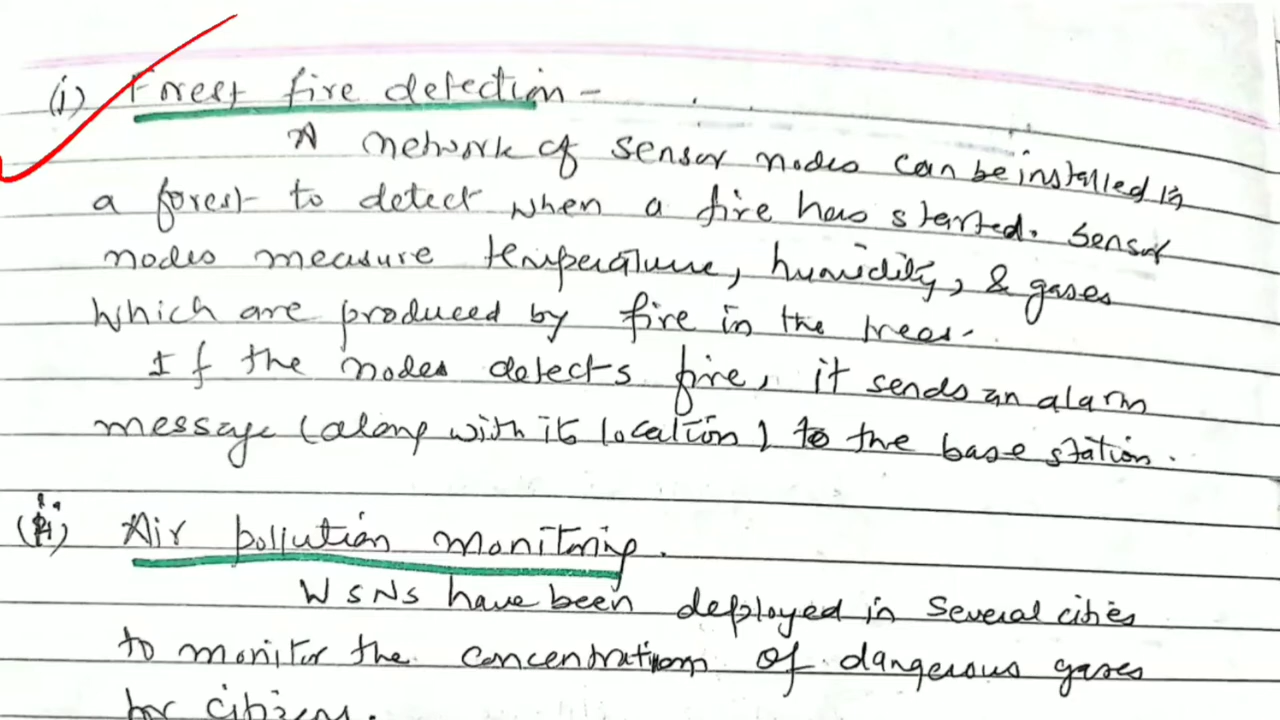 (i) Forest fire detection -
A network of sensor nodes can be installed in
a forest to detect when a fire has started. Sensor
nodes measure temperature, humidity, & gases
which are produced by fire in the trees.
If the nodes detects fire, it sends an alarm
message (along with its location) to the base station.
(ii) Air pollution monitoring.
WSNs have been deployed in several cities
to monitor the concentration of dangerous gases
for citizens.